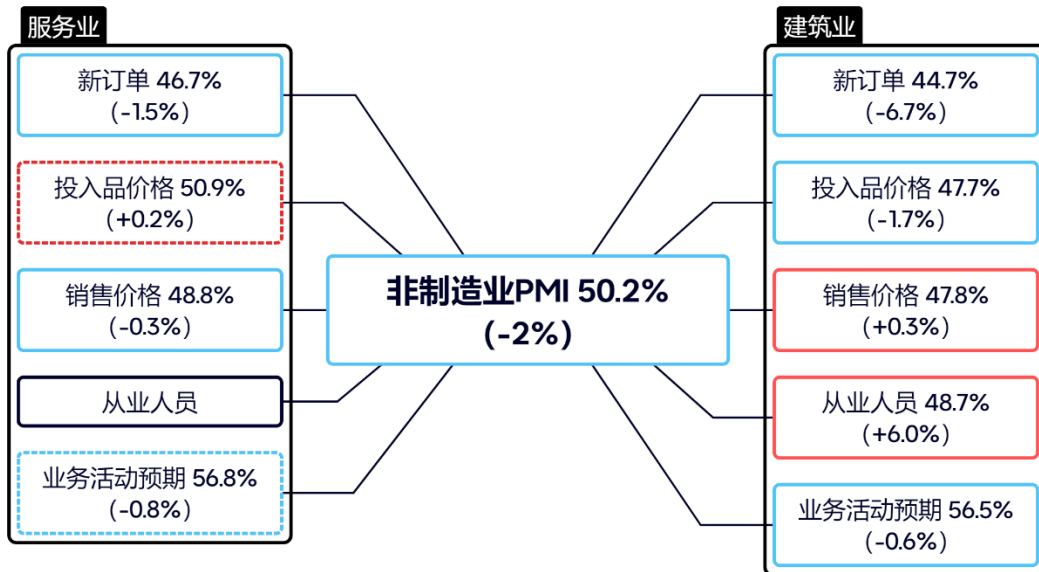 服务业
新订单 46.7%
(-1.5%)
投入品价格 50.9%
(+0.2%)
销售价格 48.8%
(-0.3%)
从业人员
业务活动预期 56.8%
(-0.8%)
非制造业PMI 50.2%
(-2%)
建筑业
新订单 44.7%
(-6.7%)
投入品价格 47.7%
(-1.7%)
销售价格 47.8%
(+0.3%)
从业人员 48.7%
(+6.0%)
业务活动预期 56.5%
(-0.6%)